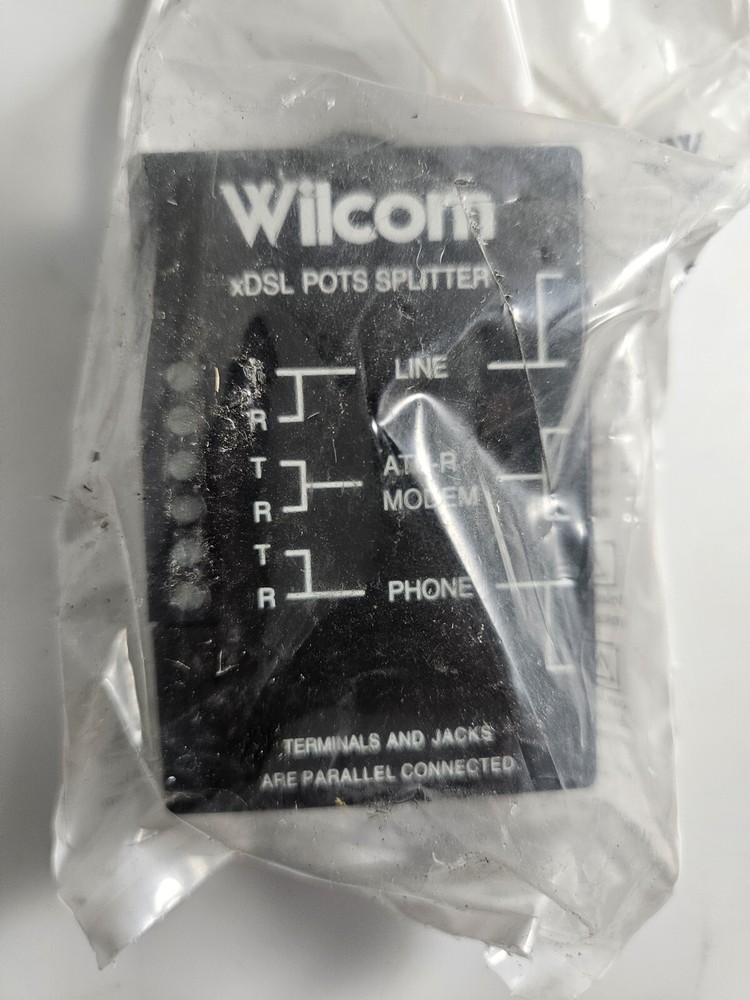 Wilcom
xDSL POTS SPLITTER
T
LINE
R
T
MODEM
R
T
PHONE
R
TERMINALS AND JACKS
ARE PARALLEL CONNECTED